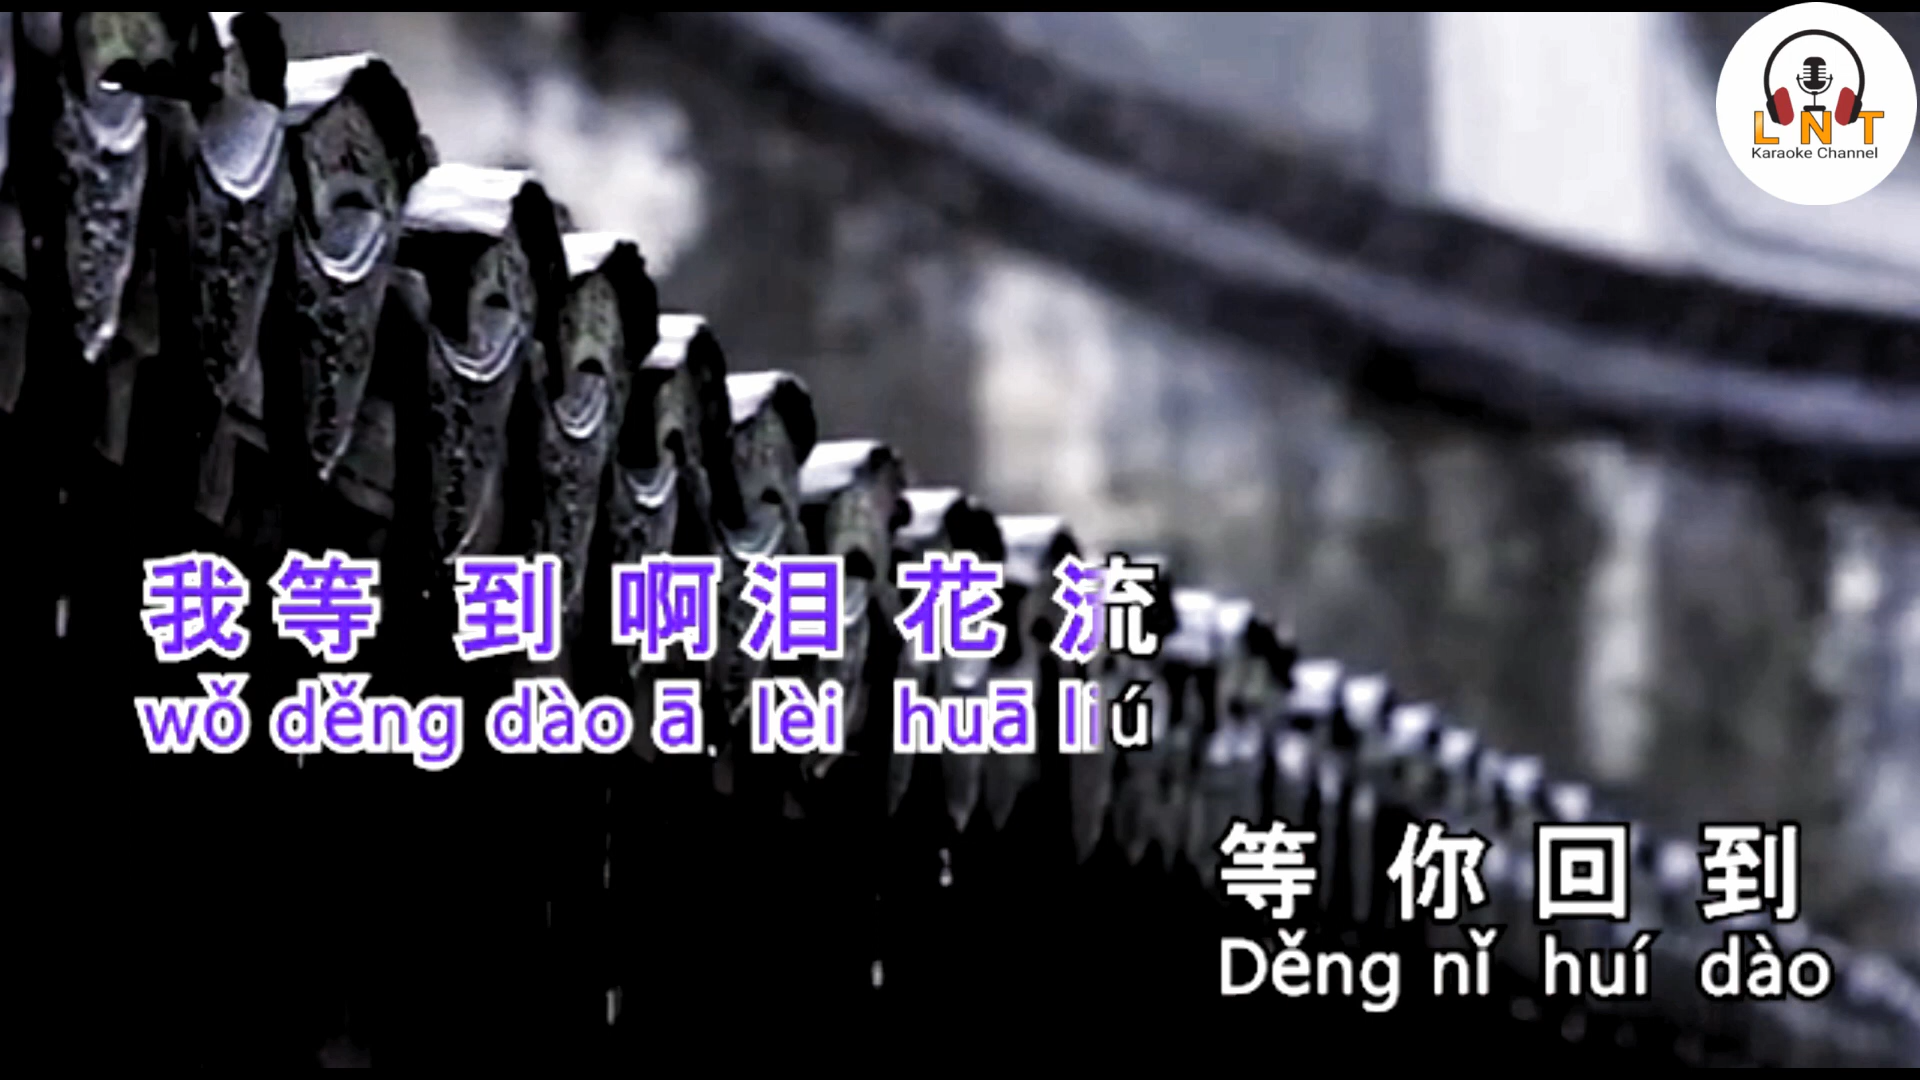 L N T
Karaoke Channel
我等 到 啊泪 花 流
wǒ děng dào ā lèi huā liú
等 你 回 到
Děng nǐ huí dào